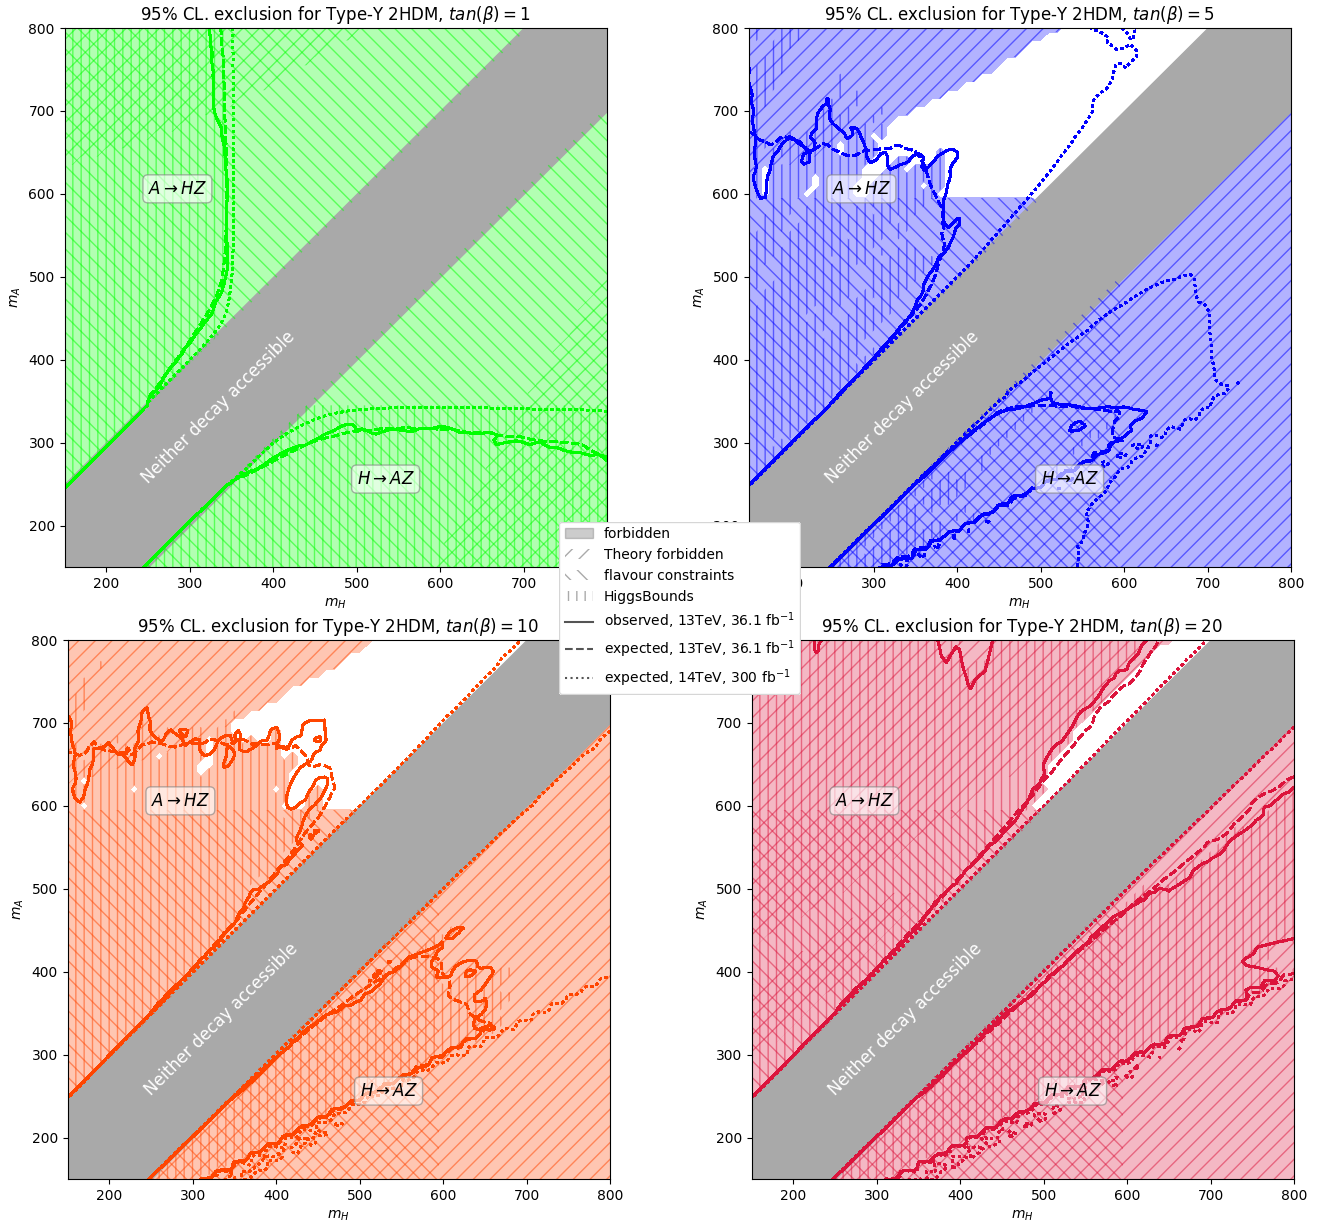 95% CL. exclusion for Type-Y 2HDM, tan(β) = 1
800
700
600
500
400
300
200
m_A
A → HZ
Neither decay accessible
H → AZ
200 300 400 500 600 700
m_H
95% CL. exclusion for Type-Y 2HDM, tan(β) = 5
800
700
600
500
400
300
m_A
A → HZ
Neither decay accessible
H → AZ
300 400 500 600 700 800
m_H
forbidden
Theory forbidden
flavour constraints
HiggsBounds
observed, 13TeV, 36.1 fb⁻¹
expected, 13TeV, 36.1 fb⁻¹
expected, 14TeV, 300 fb⁻¹
95% CL. exclusion for Type-Y 2HDM, tan(β) = 10
800
700
600
500
400
300
200
m_A
A → HZ
Neither decay accessible
H → AZ
200 300 400 500 600 700 800
m_H
95% CL. exclusion for Type-Y 2HDM, tan(β) = 20
700
600
500
400
300
200
m_A
A → HZ
Neither decay accessible
H → AZ
200 300 400 500 600 700 800
m_H